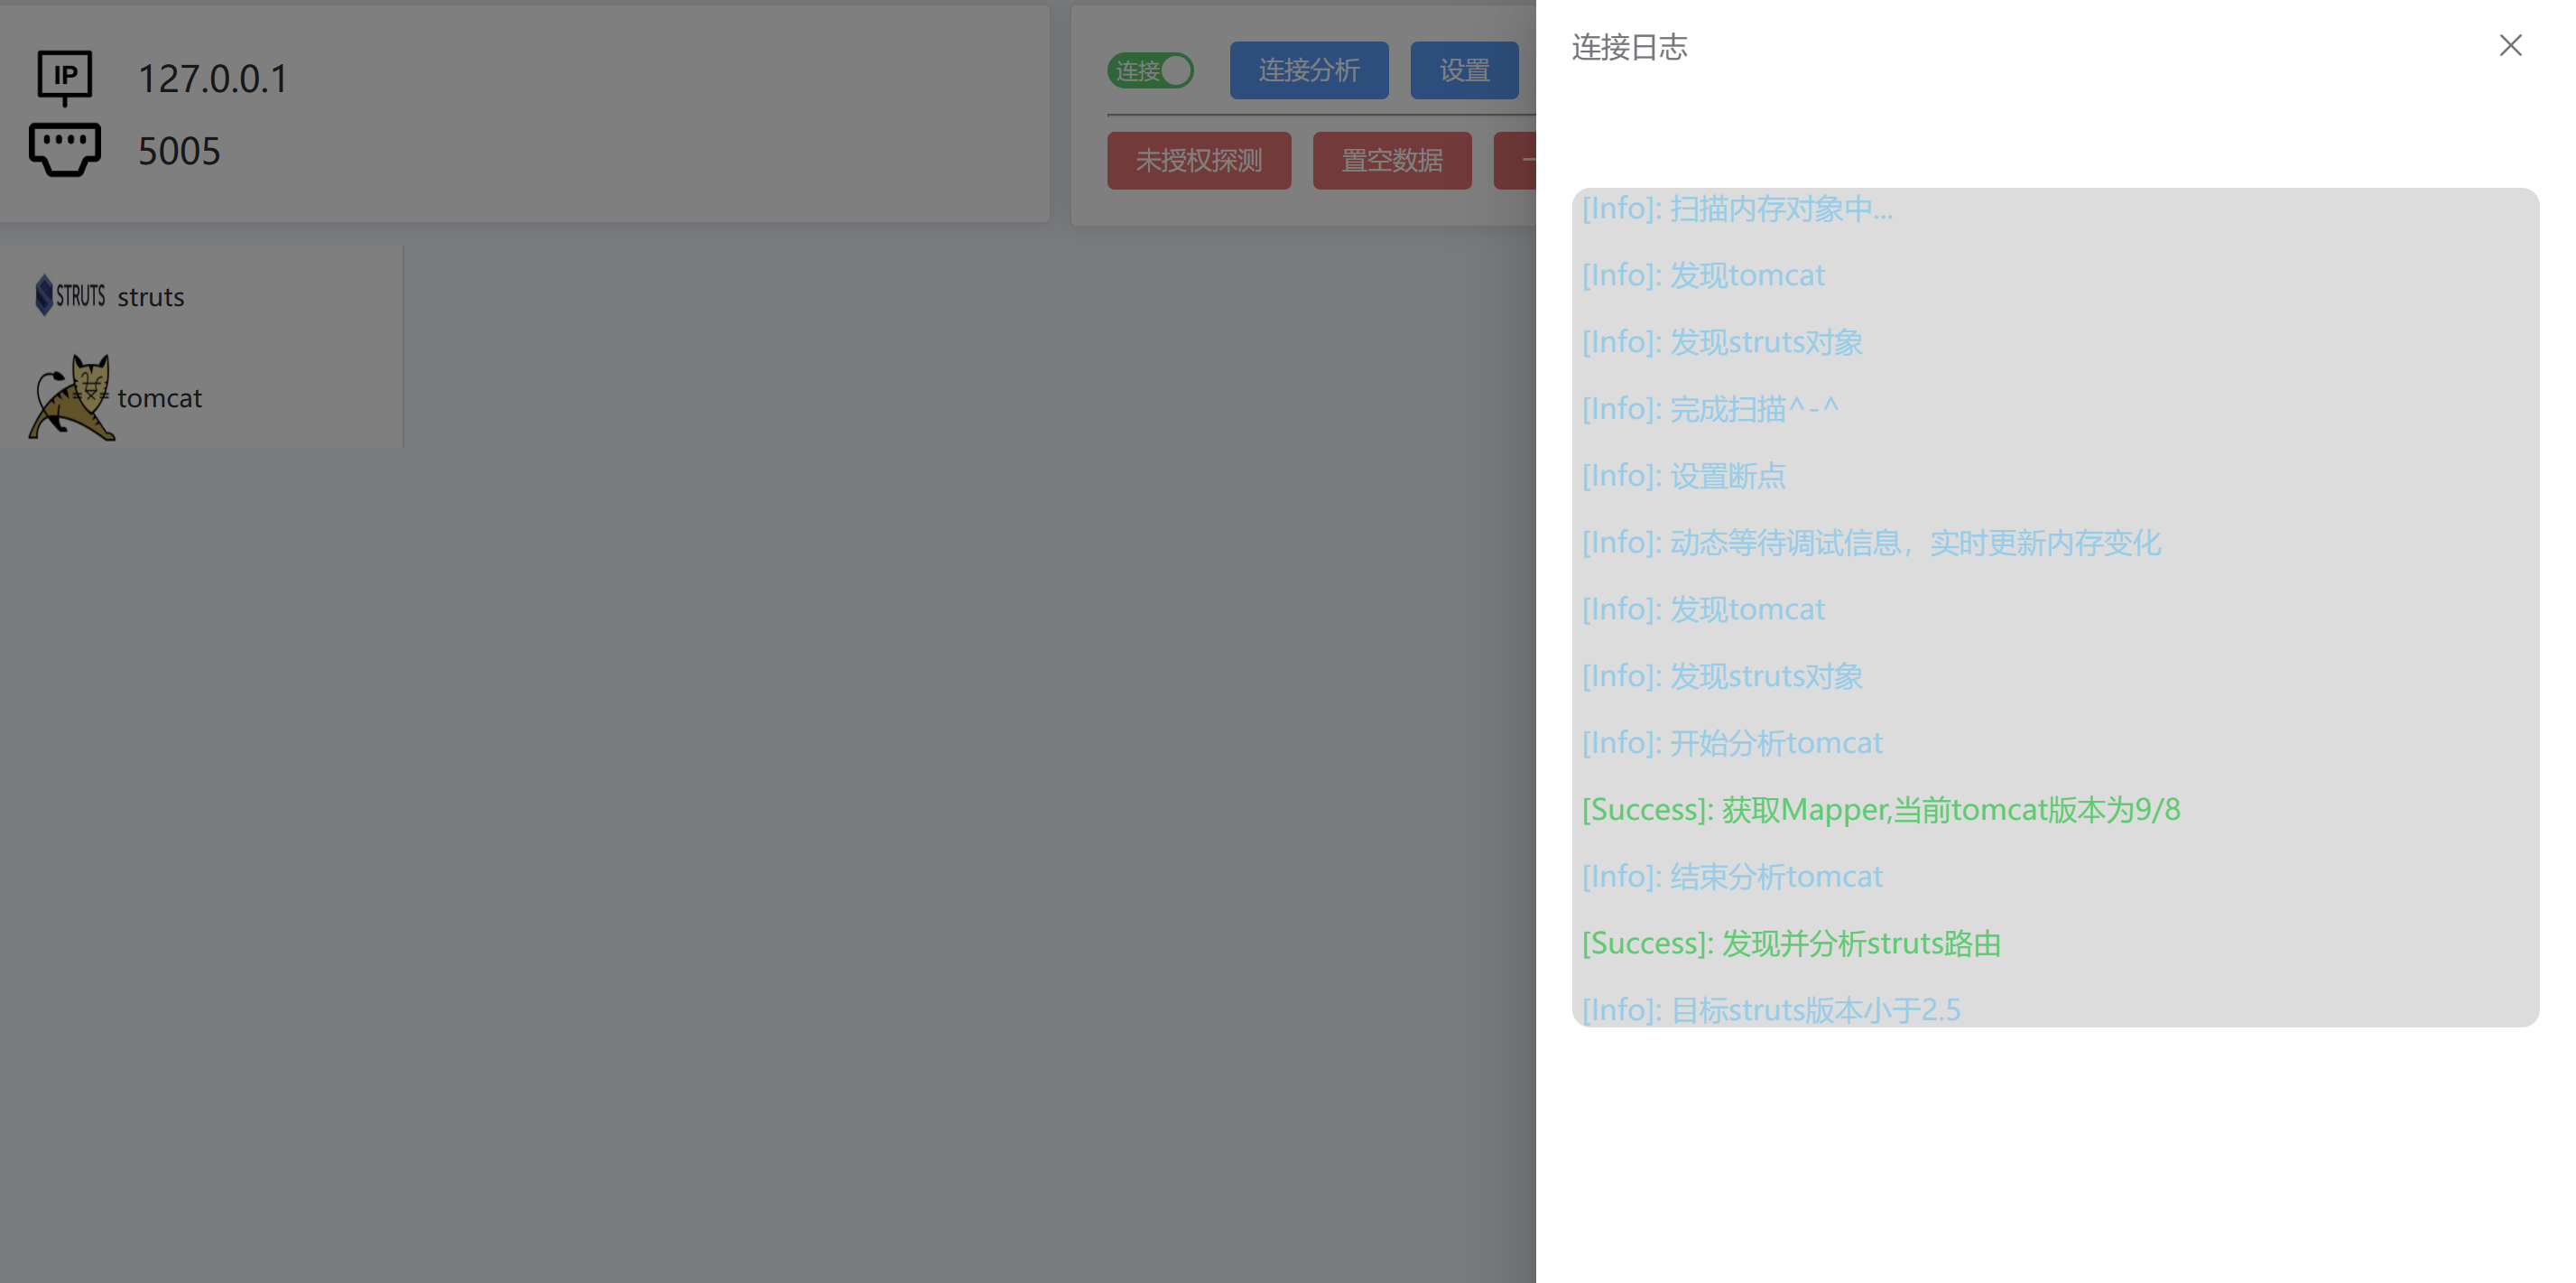 IP 127.0.0.1
5005
连接 连接分析 设置
未授权探测 置空数据 一
STRUTS struts
tomcat
连接日志
[Info]: 扫描内存对象中...
[Info]: 发现tomcat
[Info]: 发现struts对象
[Info]: 完成扫描^-^
[Info]: 设置断点
[Info]: 动态等待调试信息，实时更新内存变化
[Info]: 发现tomcat
[Info]: 发现struts对象
[Info]: 开始分析tomcat
[Success]: 获取Mapper,当前tomcat版本为9/8
[Info]: 结束分析tomcat
[Success]: 发现并分析struts路由
[Info]: 目标struts版本小于2.5